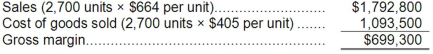 Sales (2,700 units × $664 per unit)........................ $1,792,800
Cost of goods sold (2,700 units × $405 per unit) ....... 1,093,500
Gross margin........................................................ $699,300